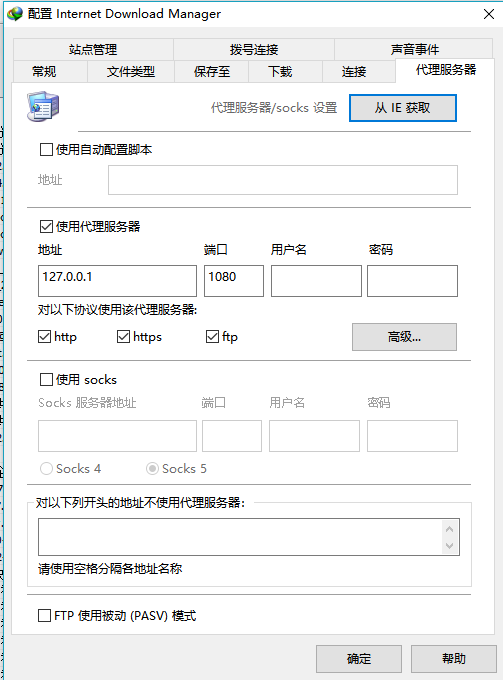 配置 Internet Download Manager
站点管理 拨号连接 声音事件
常规 文件类型 保存至 下载 连接 代理服务器
代理服务器/socks 设置 从 IE 获取
使用自动配置脚本
地址
使用代理服务器
地址 端口 用户名 密码
127.0.0.1 1080
对以下协议使用该代理服务器:
http https ftp 高级...
使用 socks
Socks 服务器地址 端口 用户名 密码
Socks 4 Socks 5
对以下列开头的地址不使用代理服务器:
请使用空格分隔各地址名称
FTP 使用被动 (PASV) 模式
确定 帮助